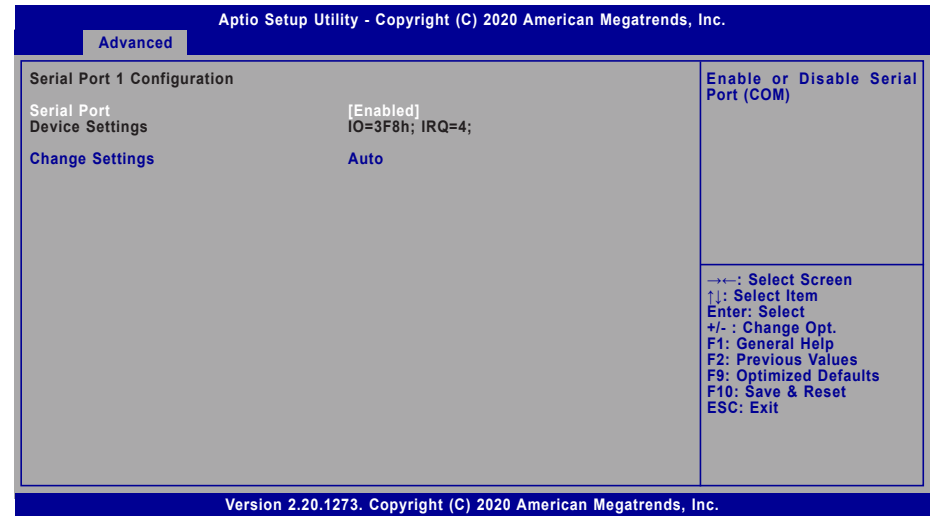 Aptio Setup Utility - Copyright (C) 2020 American Megatrends, Inc.
Advanced
Serial Port 1 Configuration
Serial Port [Enabled]
Device Settings IO=3F8h; IRQ=4;
Change Settings Auto
Enable or Disable Serial
Port (COM)
→←: Select Screen
↑↓: Select Item
Enter: Select
+/- : Change Opt.
F1: General Help
F2: Previous Values
F9: Optimized Defaults
F10: Save & Reset
ESC: Exit
Version 2.20.1273. Copyright (C) 2020 American Megatrends, Inc.